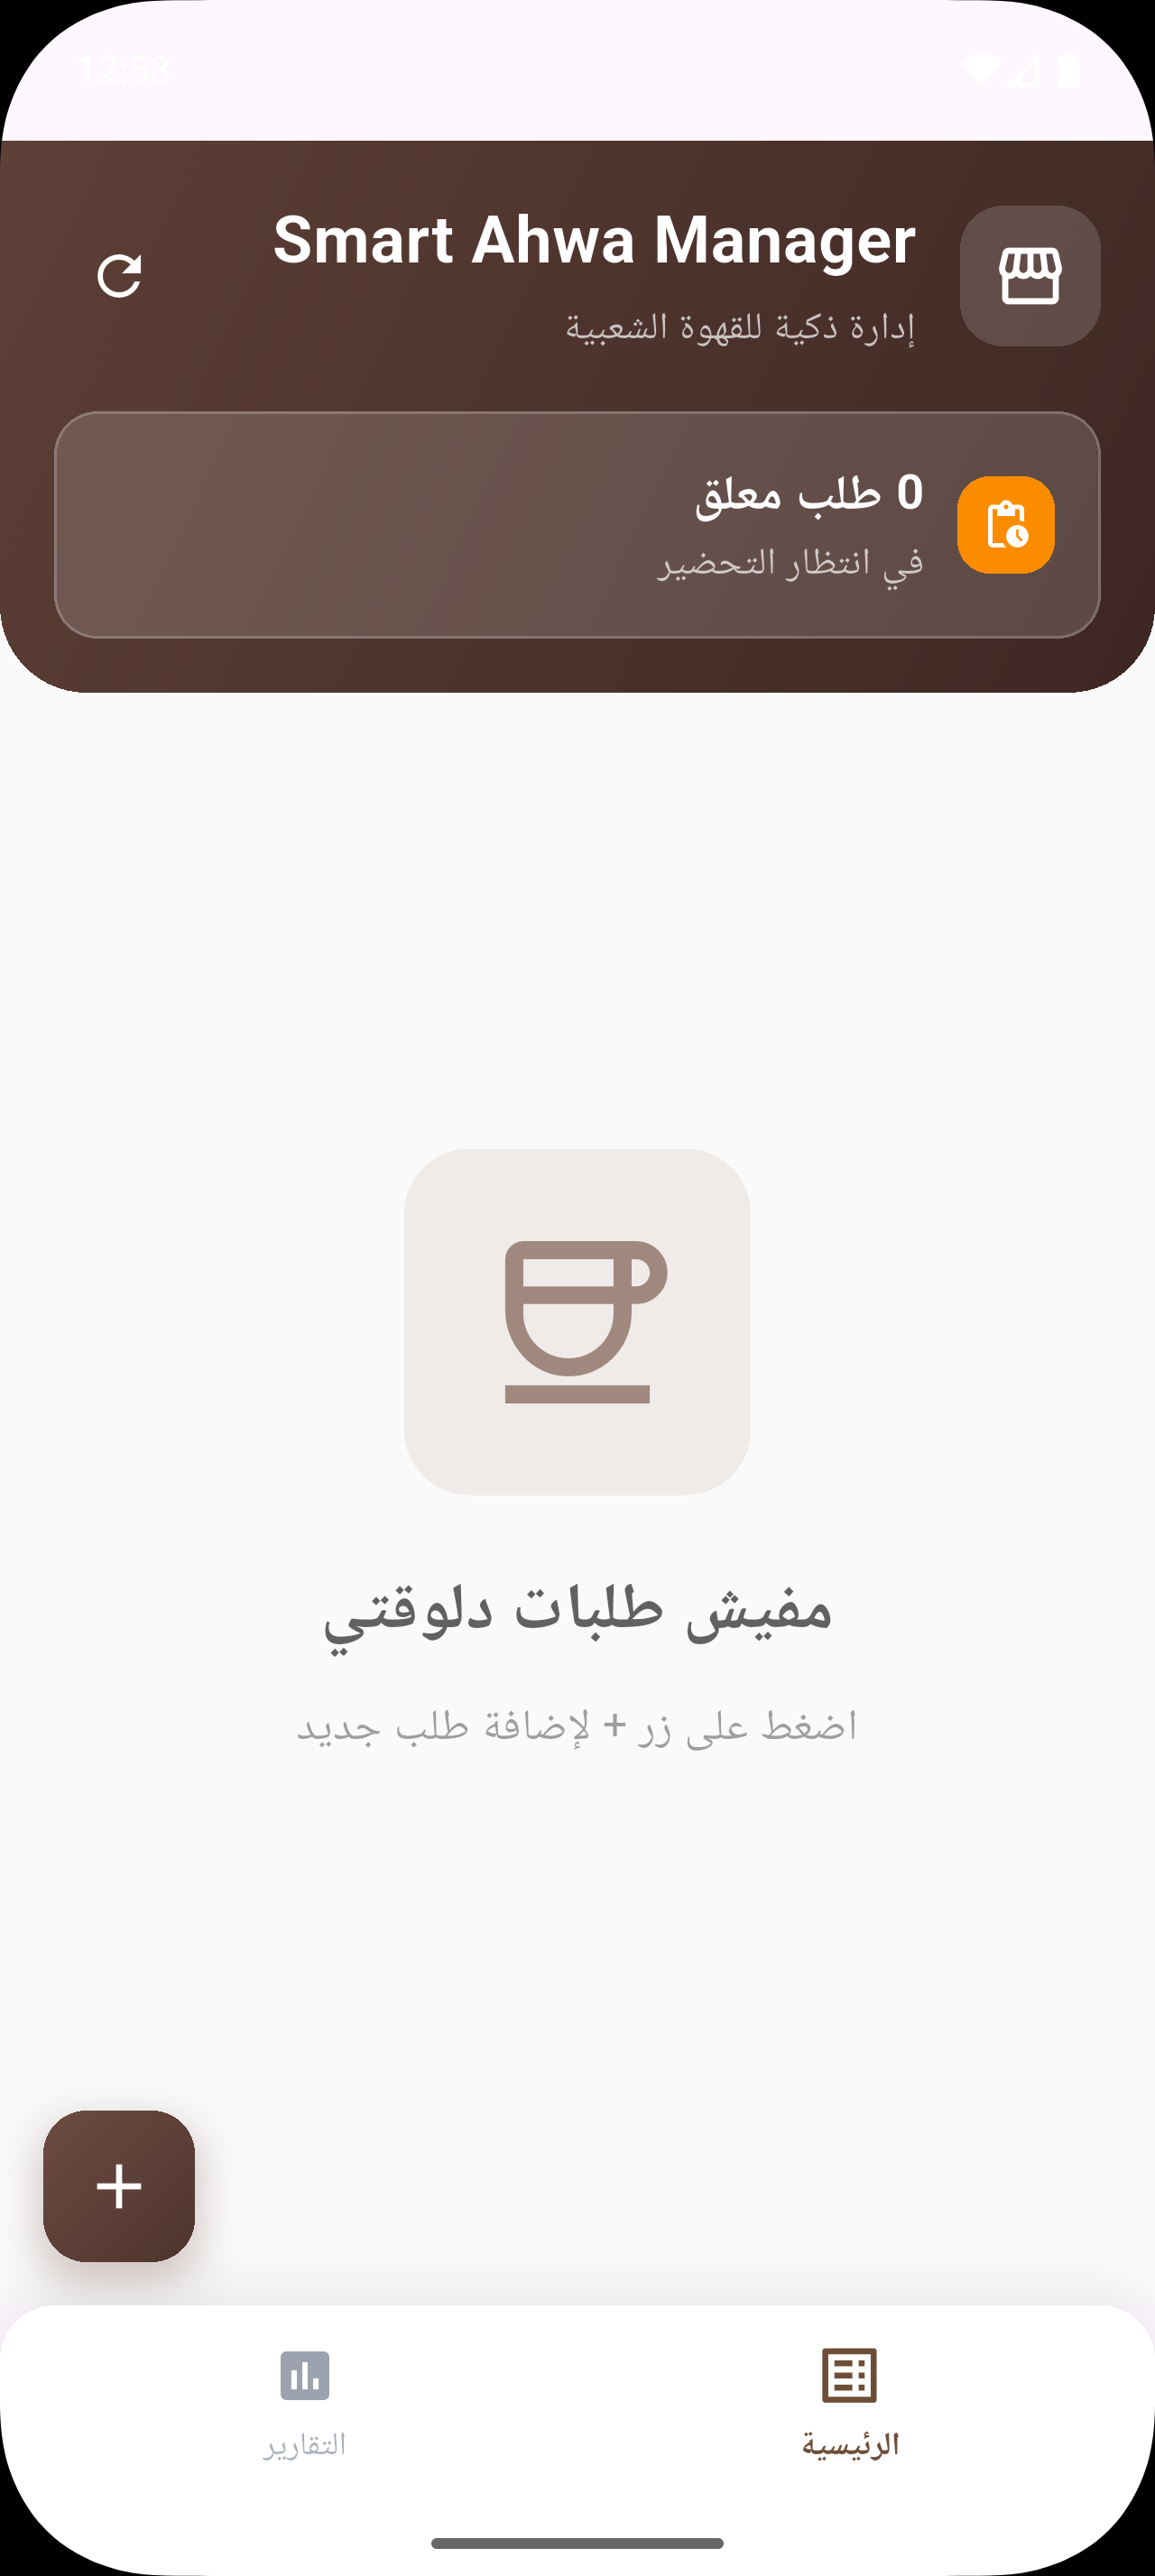 12:53
Smart Ahwa Manager
إدارة ذكية للقهوة الشعبية
0 طلب معلق
في انتظار التحضير
مفيش طلبات دلوقتي
اضغط على زر + لإضافة طلب جديد
الرئيسية
التقارير